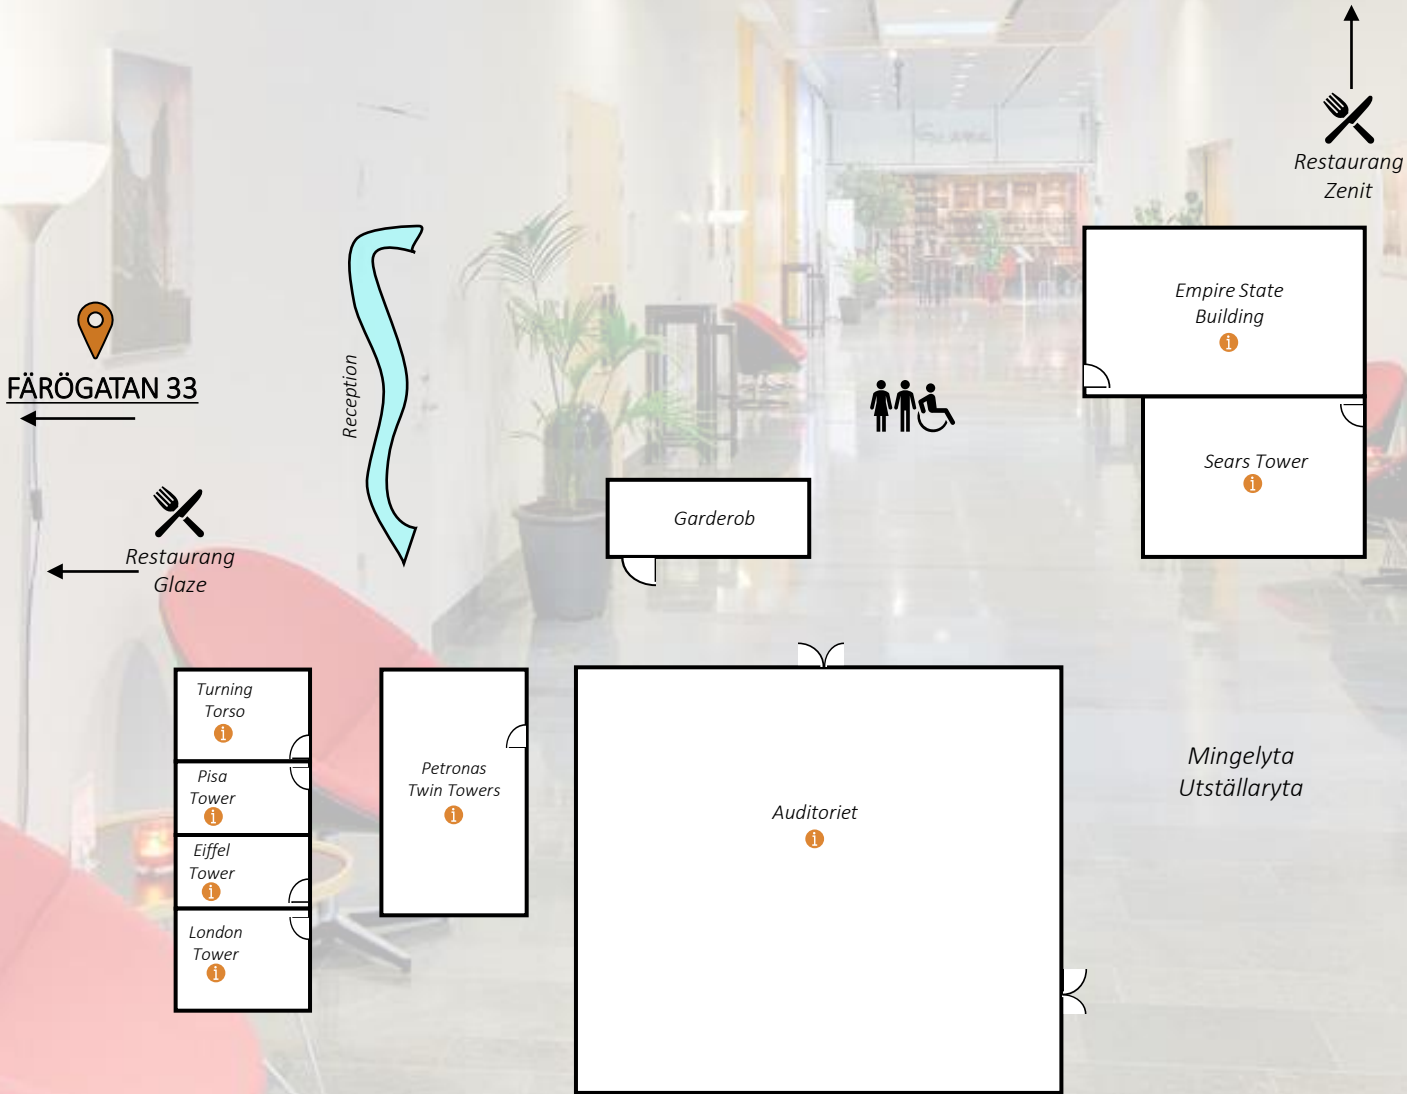 Restaurang
Zenit
Empire State
Building
i
FÄRÖGATAN 33
Reception
Sears Tower
i
Garderob
Restaurang
Glaze
Turning
Torso
i
Pisa
Tower
i
Eiffel
Tower
i
London
Tower
i
Petronas
Twin Towers
i
Auditoriet
i
Mingelyta
Utställaryta